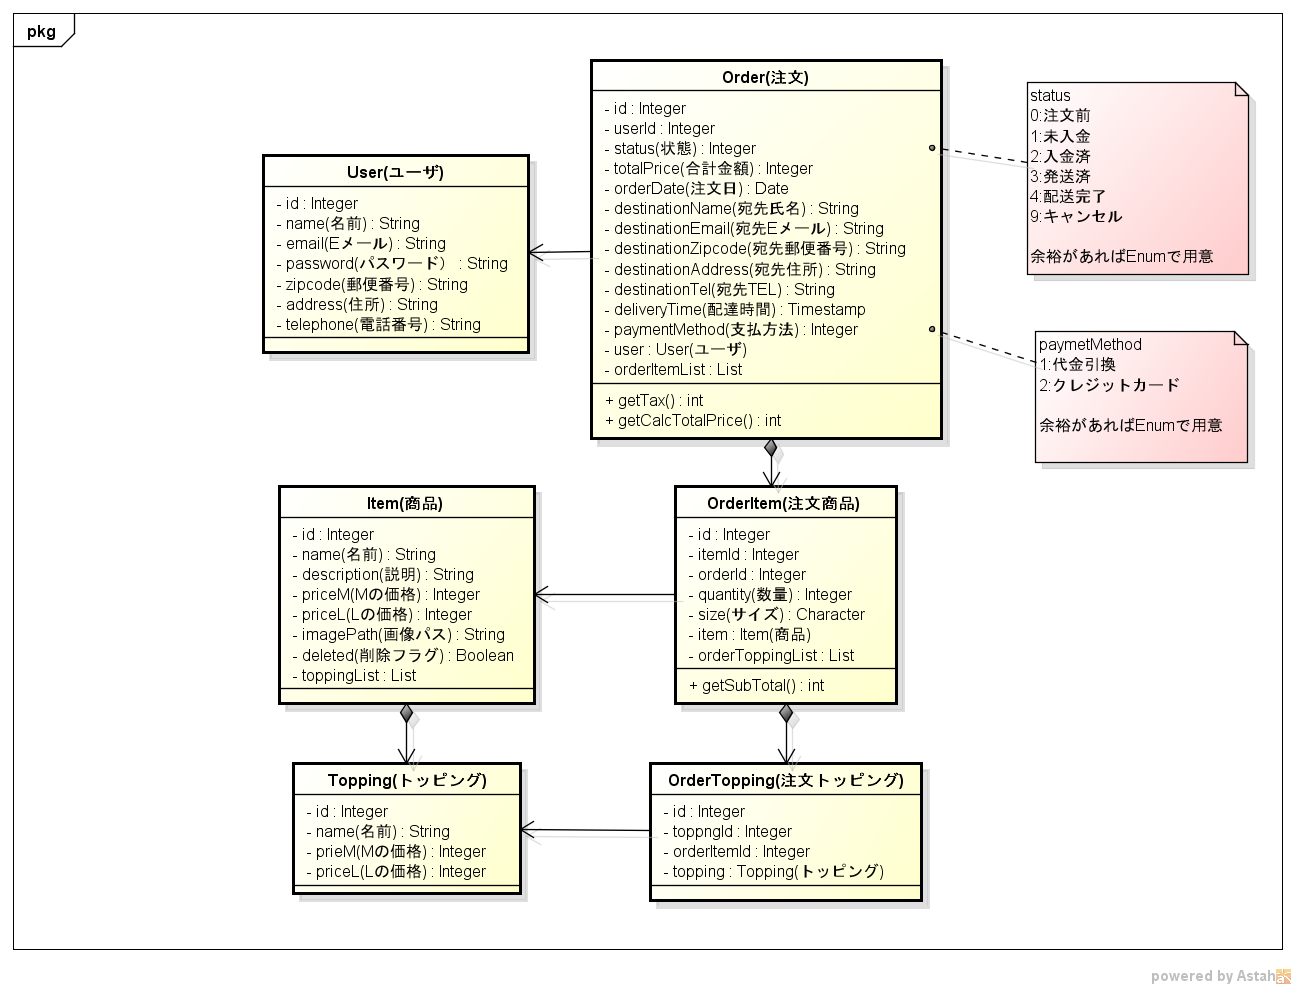 pkg
Order(注文)
- id : Integer
- userId : Integer
- status(状態) : Integer
- totalPrice(合計金額) : Integer
- orderDate(注文日) : Date
- destinationName(宛先氏名) : String
- destinationEmail(宛先Eメール) : String
- destinationZipcode(宛先郵便番号) : String
- destinationAddress(宛先住所) : String
- destinationTel(宛先TEL) : String
- deliveryTime(配達時間) : Timestamp
- paymentMethod(支払方法) : Integer
- user : User(ユーザ)
- orderItemList : List
+ getTax() : int
+ getCalcTotalPrice() : int
status
0:注文前
1:未入金
2:入金済
3:発送済
4:配送完了
9:キャンセル
余裕があればEnumで用意
User(ユーザ)
- id : Integer
- name(名前) : String
- email(Eメール) : String
- password(パスワード） : String
- zipcode(郵便番号) : String
- address(住所) : String
- telephone(電話番号) : String
paymetMethod
1:代金引換
2:クレジットカード
余裕があればEnumで用意
Item(商品)
- id : Integer
- name(名前) : String
- description(説明) : String
- priceM(Mの価格) : Integer
- priceL(Lの価格) : Integer
- imagePath(画像パス) : String
- deleted(削除フラグ) : Boolean
- toppingList : List
OrderItem(注文商品)
- id : Integer
- itemId : Integer
- orderId : Integer
- quantity(数量) : Integer
- size(サイズ) : Character
- item : Item(商品)
- orderToppingList : List
+ getSubTotal() : int
Topping(トッピング)
- id : Integer
- name(名前) : String
- prieM(Mの価格) : Integer
- priceL(Lの価格) : Integer
OrderTopping(注文トッピング)
- id : Integer
- toppngId : Integer
- orderItemId : Integer
- topping : Topping(トッピング)
powered by Astah